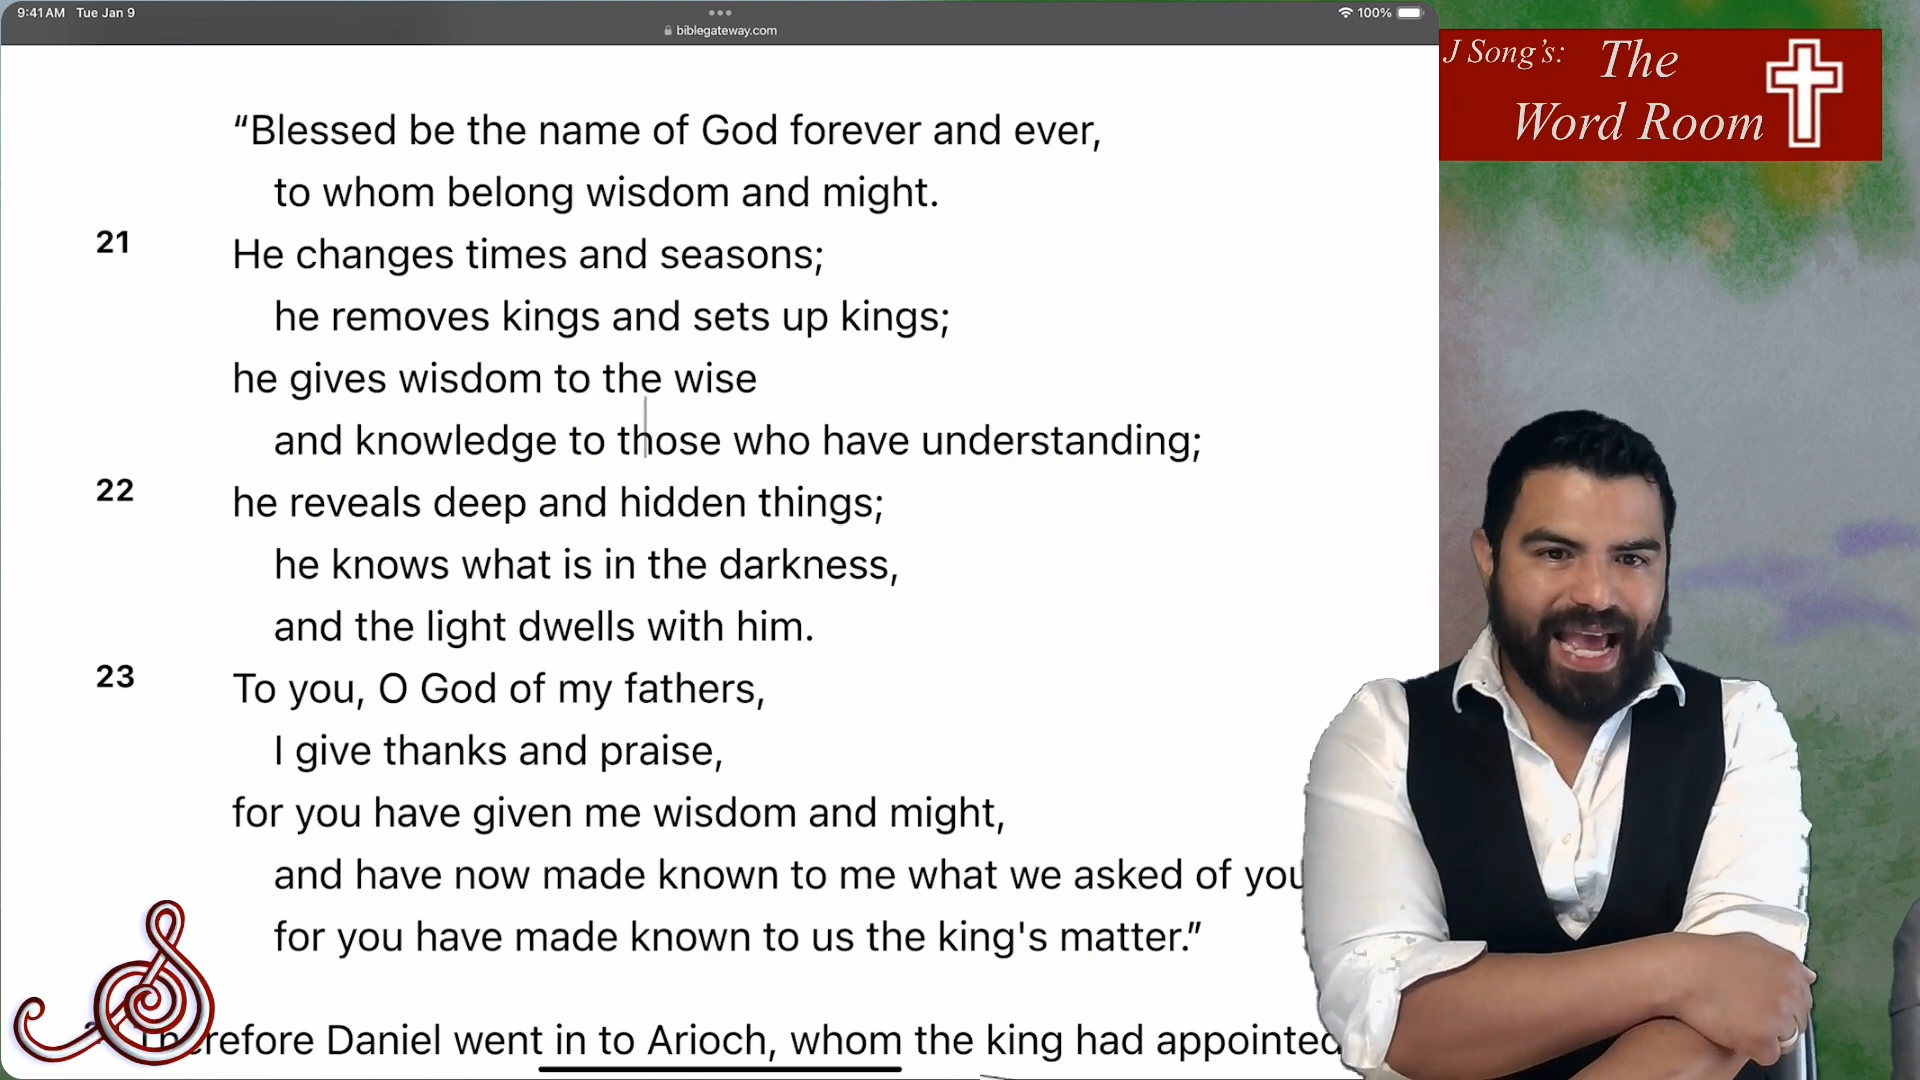 9:41 AM Tue Jan 9
100%
biblegateway.com
J Song’s: The
Word Room
“Blessed be the name of God forever and ever,
to whom belong wisdom and might.
21 He changes times and seasons;
he removes kings and sets up kings;
he gives wisdom to the wise
and knowledge to those who have understanding;
22 he reveals deep and hidden things;
he knows what is in the darkness,
and the light dwells with him.
23 To you, O God of my fathers,
I give thanks and praise,
for you have given me wisdom and might,
and have now made known to me what we asked of you
for you have made known to us the king's matter.”
Therefore Daniel went in to Arioch, whom the king had appointed